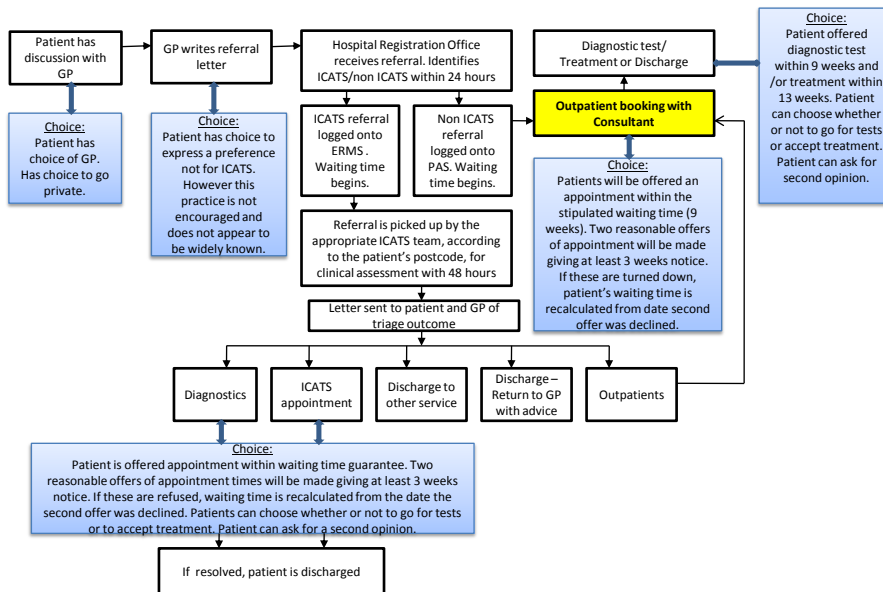 Patient has
discussion with
GP
GP writes referral
letter
Hospital Registration Office
receives referral. Identifies
ICATS/non ICATS within 24 hours
Diagnostic test/
Treatment or Discharge
Choice:
Patient offered
diagnostic test
within 9 weeks and
/or treatment within
13 weeks. Patient
can choose whether
or not to go for tests
or accept treatment.
Patient can ask for
second opinion.
Choice:
Patient has
choice of GP.
Has choice to go
private.
Choice:
Patient has choice to
express a preference
not for ICATS.
However this
practice is not
encouraged and
does not appear to
be widely known.
ICATS referral
logged onto
ERMS .
Waiting time
begins.
Non ICATS
referral
logged onto
PAS. Waiting
time begins.
Outpatient booking with
Consultant
Choice:
Patients will be offered an
appointment within the
stipulated waiting time (9
weeks). Two reasonable offers
of appointment will be made
giving at least 3 weeks notice.
If these are turned down,
patient's waiting time is
recalculated from date second
offer was declined.
Referral is picked up by the
appropriate ICATS team, according
to the patient's postcode, for
clinical assessment with 48 hours
Letter sent to patient and GP of
triage outcome
Diagnostics
ICATS
appointment
Discharge to
other service
Discharge –
Return to GP
with advice
Outpatients
Choice:
Patient is offered appointment within waiting time guarantee. Two
reasonable offers of appointment times will be made giving at least 3 weeks
notice. If these are refused, waiting time is recalculated from the date the
second offer was declined. Patients can choose whether or not to go for tests
or to accept treatment. Patient can ask for a second opinion.
If resolved, patient is discharged